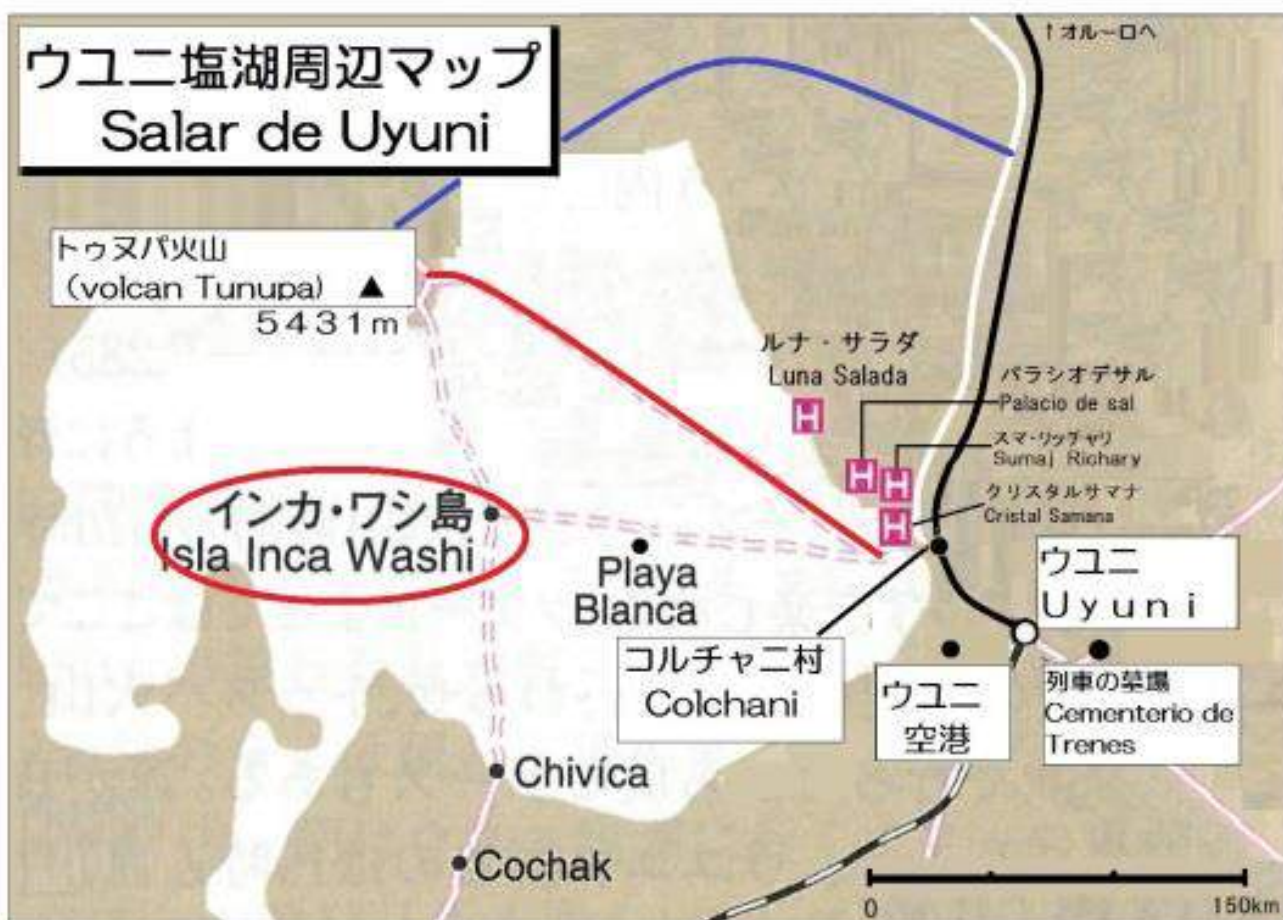 ウユニ塩湖周辺マップ
Salar de Uyuni
↑オルーロへ
トゥヌパ火山
(volcan Tunupa) ▲
5431m
ルナ・サラダ
Luna Salada
H
パラシオデサル
Palacio de sal
H
スマ・リッチャリ
Sumaj Richary
H
クリスタルサマナ
Cristal Samana
H
インカ・ワシ島
Isla Inca Washi
Playa
Blanca
コルチャニ村
Colchani
ウユニ
Uyuni
ウユニ
空港
列車の墓場
Cementerio de
Trenes
Chivíca
Cochak
0
150km